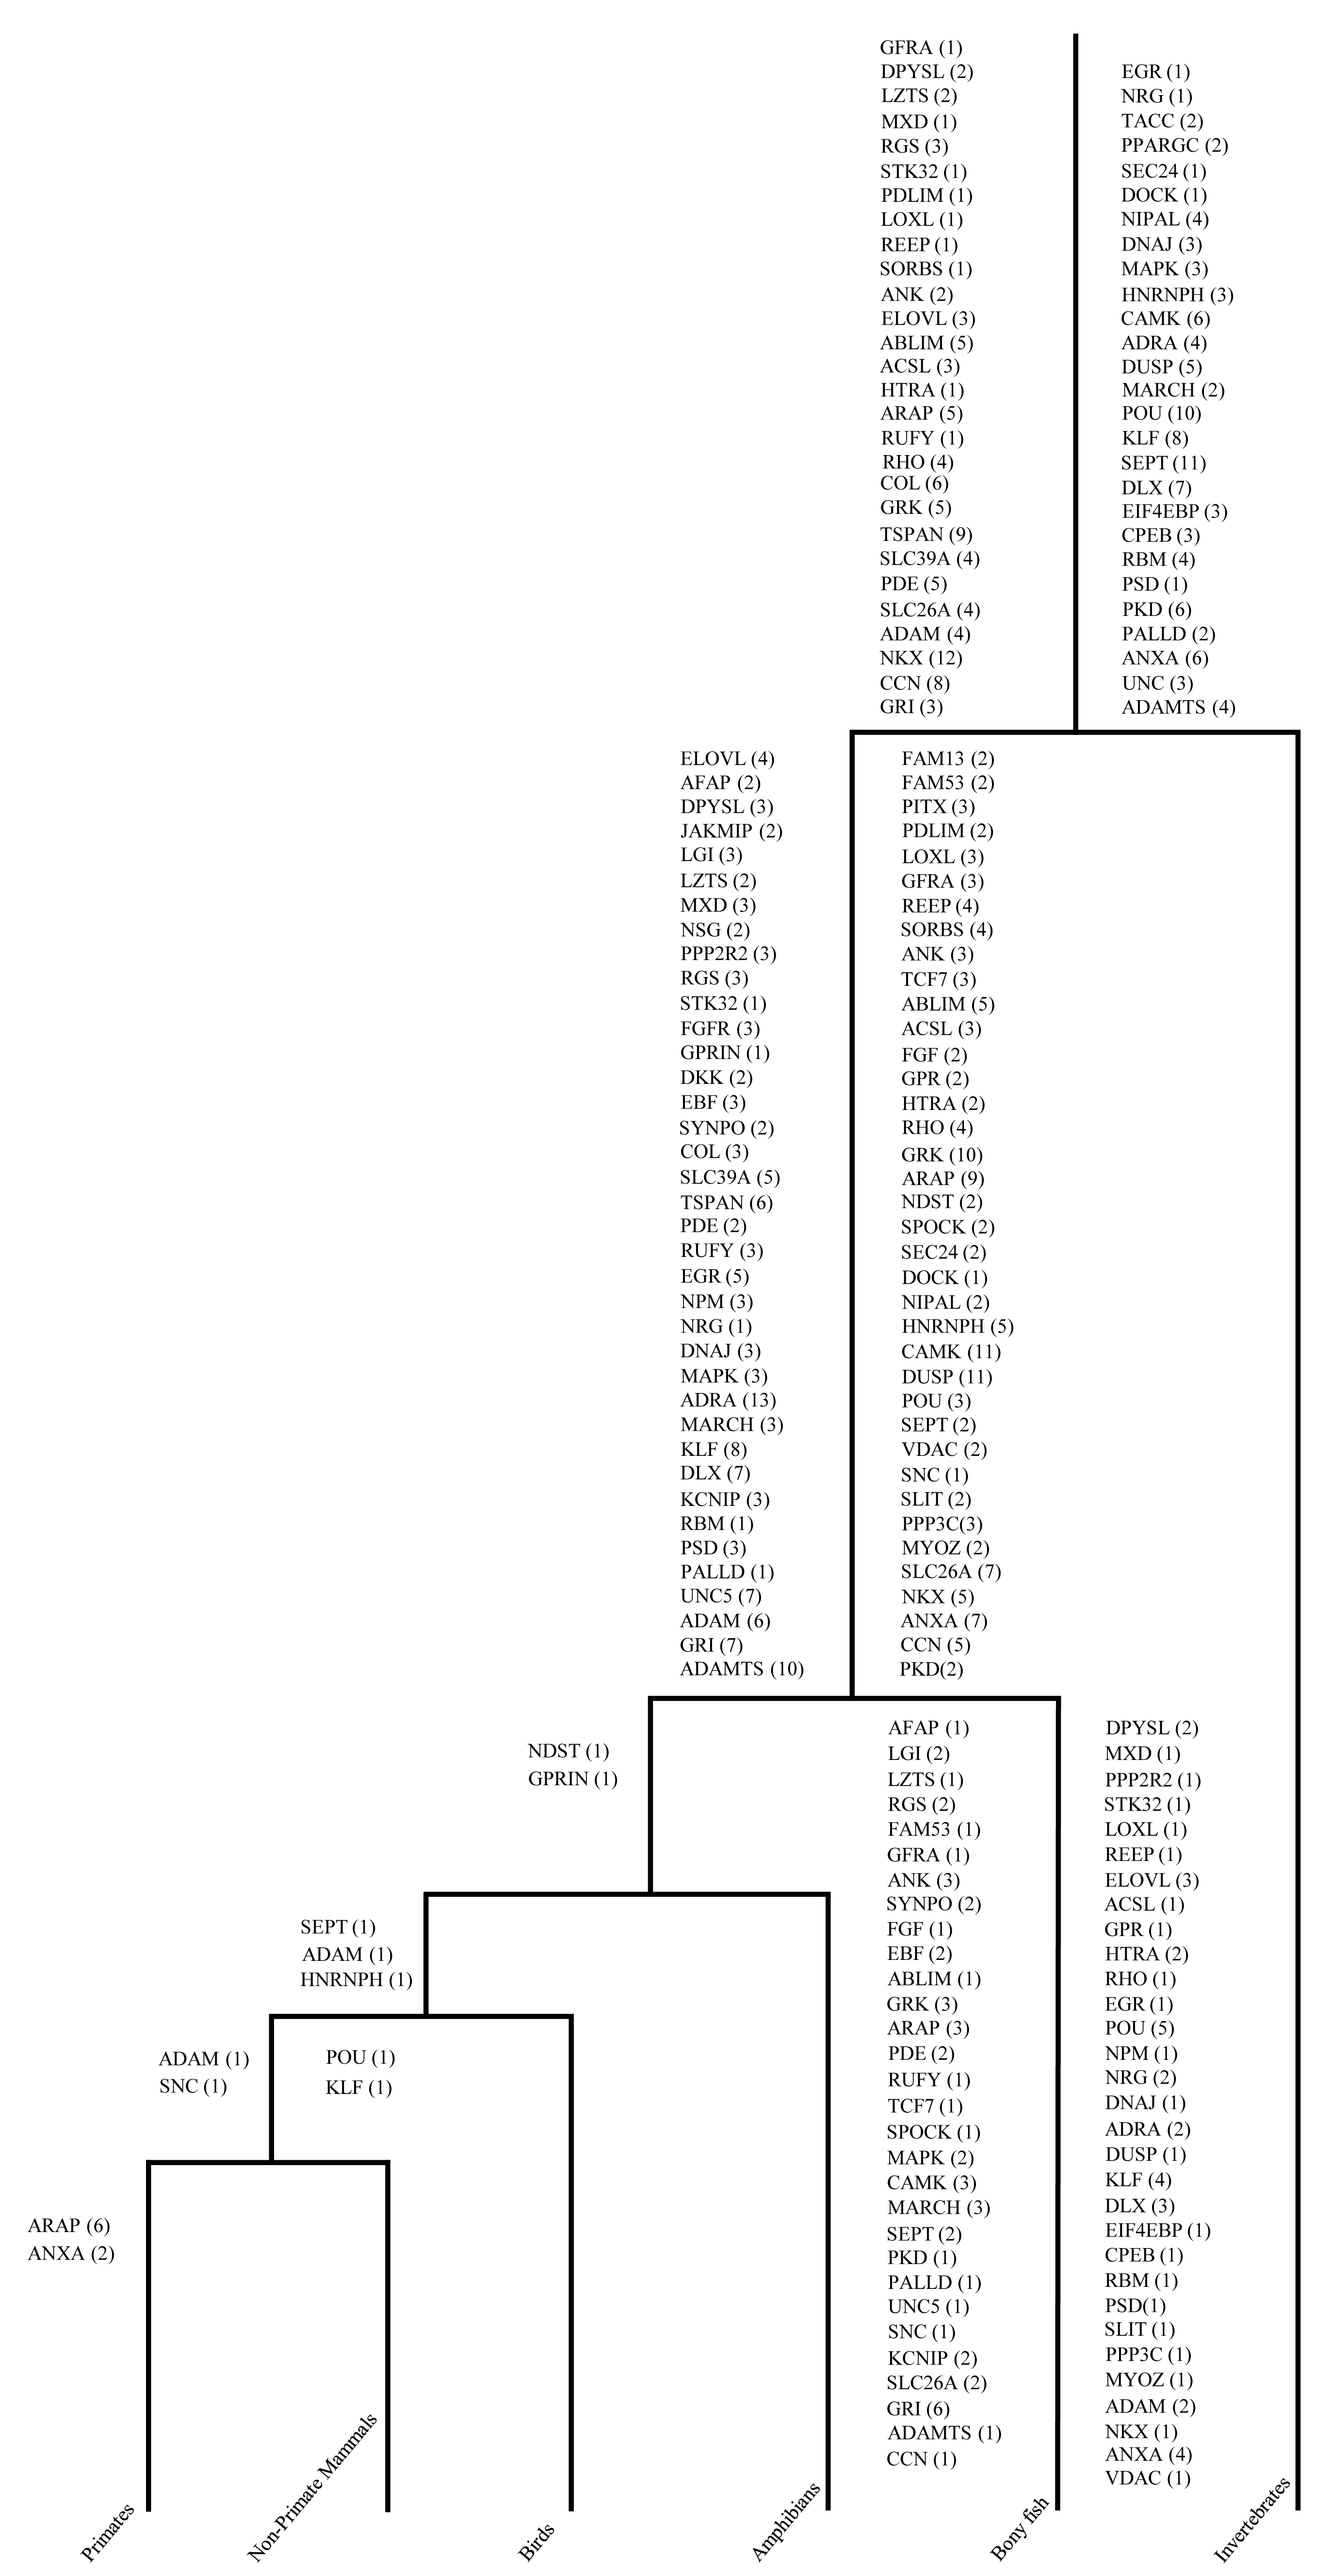 GFRA (1)
DPYSL (2)
LZTS (2)
MXD (1)
RGS (3)
STK32 (1)
PDLIM (1)
LOXL (1)
REEP (1)
SORBS (1)
ANK (2)
ELOVL (3)
ABLIM (5)
ACSL (3)
HTRA (1)
ARAP (5)
RUFY (1)
RHO (4)
COL (6)
GRK (5)
TSPAN (9)
SLC39A (4)
PDE (5)
SLC26A (4)
ADAM (4)
NKX (12)
CCN (8)
GRI (3)
EGR (1)
NRG (1)
TACC (2)
PPARGC (2)
SEC24 (1)
DOCK (1)
NIPAL (4)
DNAJ (3)
MAPK (3)
HNRNPH (3)
CAMK (6)
ADRA (4)
DUSP (5)
MARCH (2)
POU (10)
KLF (8)
SEPT (11)
DLX (7)
EIF4EBP (3)
CPEB (3)
RBM (4)
PSD (1)
PKD (6)
PALLD (2)
ANXA (6)
UNC (3)
ADAMTS (4)
ELOVL (4)
AFAP (2)
DPYSL (3)
JAKMIP (2)
LGI (3)
LZTS (2)
MXD (3)
NSG (2)
PPP2R2 (3)
RGS (3)
STK32 (1)
FGFR (3)
GPRIN (1)
DKK (2)
EBF (3)
SYNPO (2)
COL (3)
SLC39A (5)
TSPAN (6)
PDE (2)
RUFY (3)
EGR (5)
NPM (3)
NRG (1)
DNAJ (3)
MAPK (3)
ADRA (13)
MARCH (3)
KLF (8)
DLX (7)
KCNIP (3)
RBM (1)
PSD (3)
PALLD (1)
UNC5 (7)
ADAM (6)
GRI (7)
ADAMTS (10)
FAM13 (2)
FAM53 (2)
PITX (3)
PDLIM (2)
LOXL (3)
GFRA (3)
REEP (4)
SORBS (4)
ANK (3)
TCF7 (3)
ABLIM (5)
ACSL (3)
FGF (2)
GPR (2)
HTRA (2)
RHO (4)
GRK (10)
ARAP (9)
NDST (2)
SPOCK (2)
SEC24 (2)
DOCK (1)
NIPAL (2)
HNRNPH (5)
CAMK (11)
DUSP (11)
POU (3)
SEPT (2)
VDAC (2)
SNC (1)
SLIT (2)
PPP3C(3)
MYOZ (2)
SLC26A (7)
NKX (5)
ANXA (7)
CCN (5)
PKD(2)
NDST (1)
GPRIN (1)
AFAP (1)
LGI (2)
LZTS (1)
RGS (2)
FAM53 (1)
GFRA (1)
ANK (3)
SYNPO (2)
FGF (1)
EBF (2)
ABLIM (1)
GRK (3)
ARAP (3)
PDE (2)
RUFY (1)
TCF7 (1)
SPOCK (1)
MAPK (2)
CAMK (3)
MARCH (3)
SEPT (2)
PKD (1)
PALLD (1)
UNC5 (1)
SNC (1)
KCNIP (2)
SLC26A (2)
GRI (6)
ADAMTS (1)
CCN (1)
DPYSL (2)
MXD (1)
PPP2R2 (1)
STK32 (1)
LOXL (1)
REEP (1)
ELOVL (3)
ACSL (1)
GPR (1)
HTRA (2)
RHO (1)
EGR (1)
POU (5)
NPM (1)
NRG (2)
DNAJ (1)
ADRA (2)
DUSP (1)
KLF (4)
DLX (3)
EIF4EBP (1)
CPEB (1)
RBM (1)
PSD(1)
SLIT (1)
PPP3C (1)
MYOZ (1)
ADAM (2)
NKX (1)
ANXA (4)
VDAC (1)
SEPT (1)
ADAM (1)
HNRNPH (1)
ADAM (1)
SNC (1)
POU (1)
KLF (1)
ARAP (6)
ANXA (2)
Primates
Non-Primate Mammals
Birds
Amphibians
Bony fish
Invertebrates